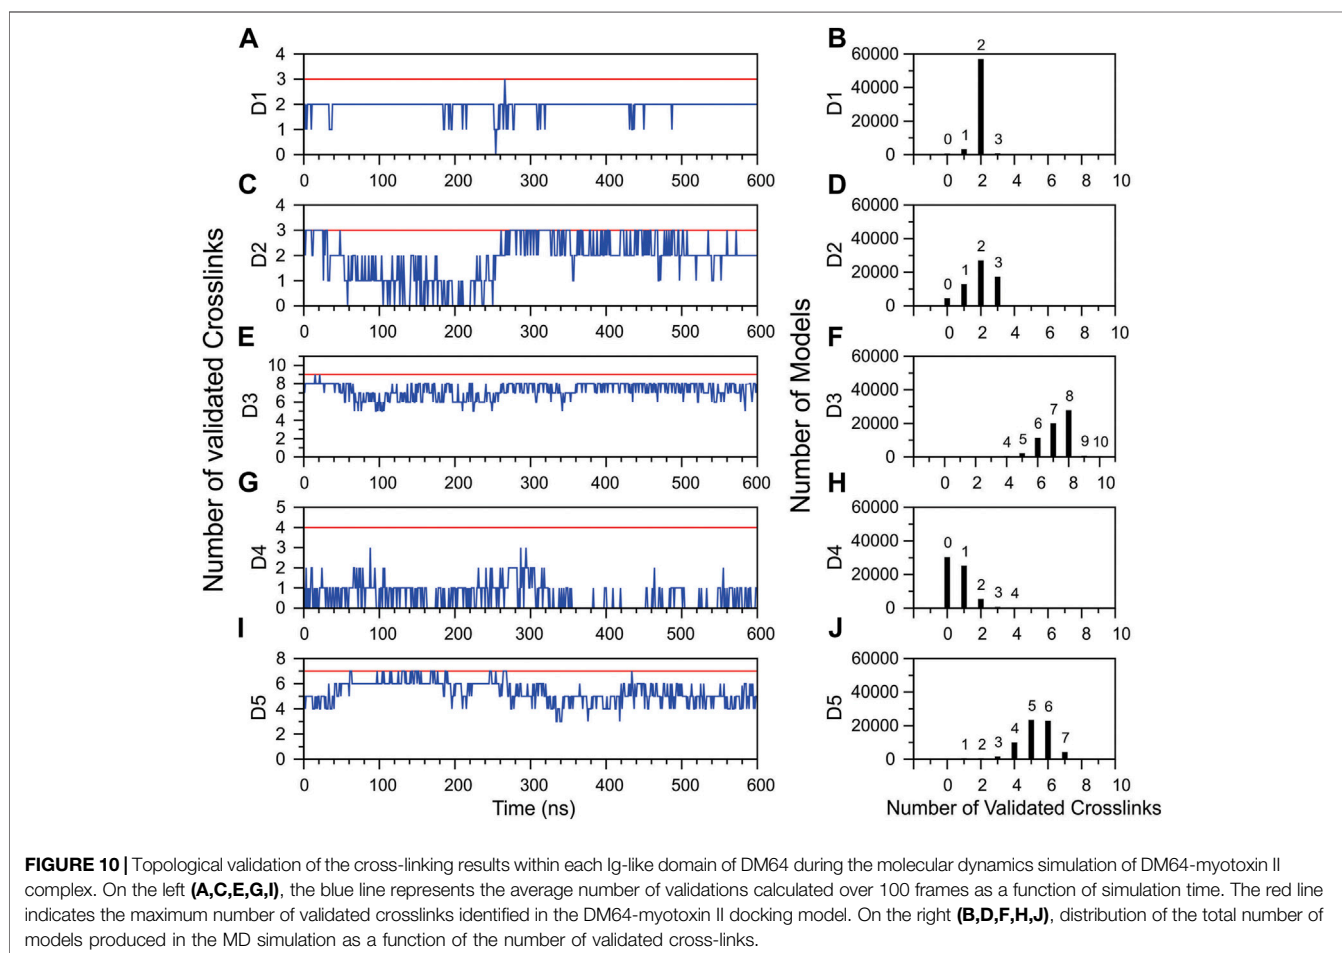 A
4
3
2
1
0
D1
0 100 200 300 400 500 600
B
60000
40000
20000
0
D1
0 1 2 3
0 2 4 6 8 10
C
4
3
2
1
0
D2
0 100 200 300 400 500 600
D
60000
40000
20000
0
D2
0 1 2 3
0 2 4 6 8 10
E
10
8
6
4
2
0
D3
0 100 200 300 400 500 600
F
60000
40000
20000
0
D3
4 5 6 7 8 9 10
0 2 4 6 8 10
G
5
4
3
2
1
0
D4
0 100 200 300 400 500 600
H
60000
40000
20000
0
D4
0 1 2 3 4
0 2 4 6 8 10
I
8
6
4
2
0
D5
0 100 200 300 400 500 600
J
60000
40000
20000
0
D5
1 2 3 4 5 6 7
0 2 4 6 8 10
Number of validated Crosslinks
Time (ns)
Number of Models
Number of Validated Crosslinks
FIGURE 10 | Topological validation of the cross-linking results within each Ig-like domain of DM64 during the molecular dynamics simulation of DM64-myotoxin II
complex. On the left (A,C,E,G,I), the blue line represents the average number of validations calculated over 100 frames as a function of simulation time. The red line
indicates the maximum number of validated crosslinks identified in the DM64-myotoxin II docking model. On the right (B,D,F,H,J), distribution of the total number of
models produced in the MD simulation as a function of the number of validated cross-links.